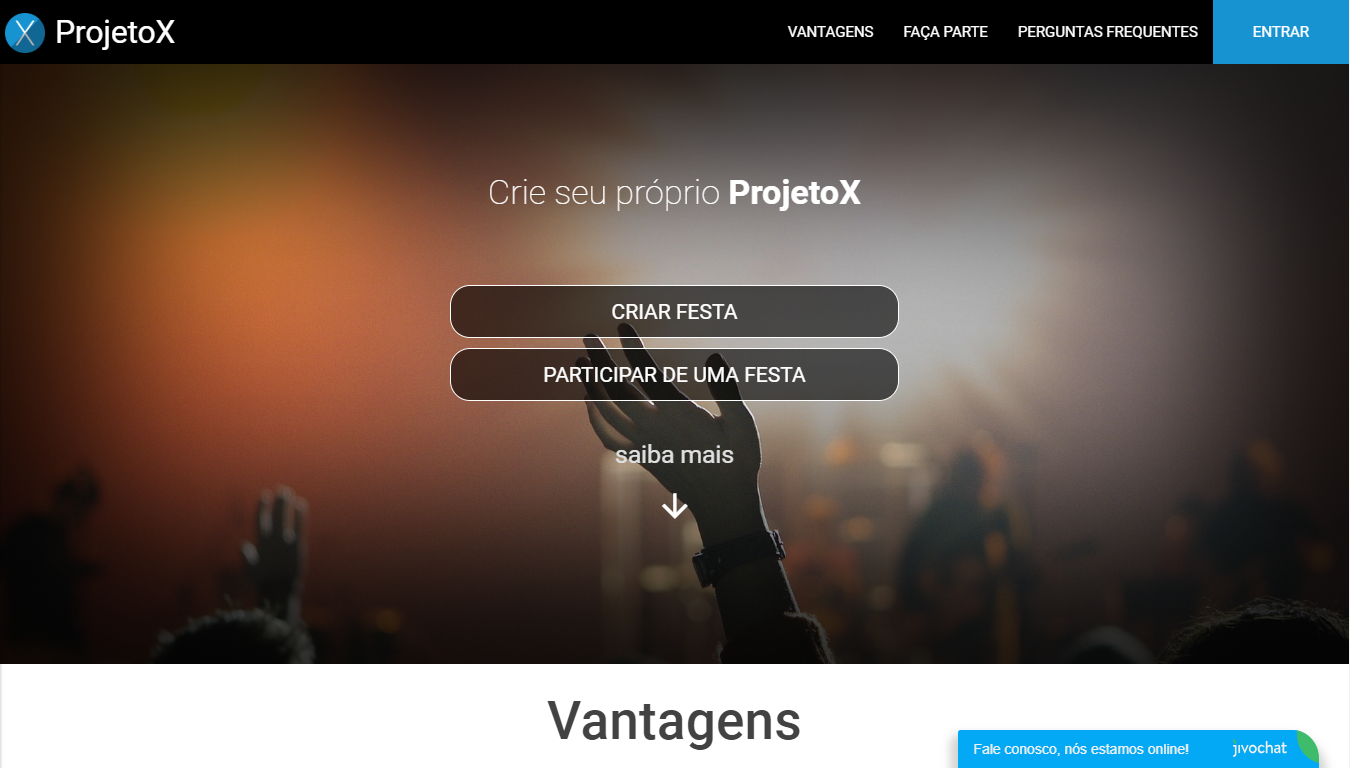 ProjetoX
VANTAGENS
FAÇA PARTE
PERGUNTAS FREQUENTES
ENTRAR
Crie seu próprio ProjetoX
CRIAR FESTA
PARTICIPAR DE UMA FESTA
saiba mais
Vantagens
Fale conosco, nós estamos online!
jivochat